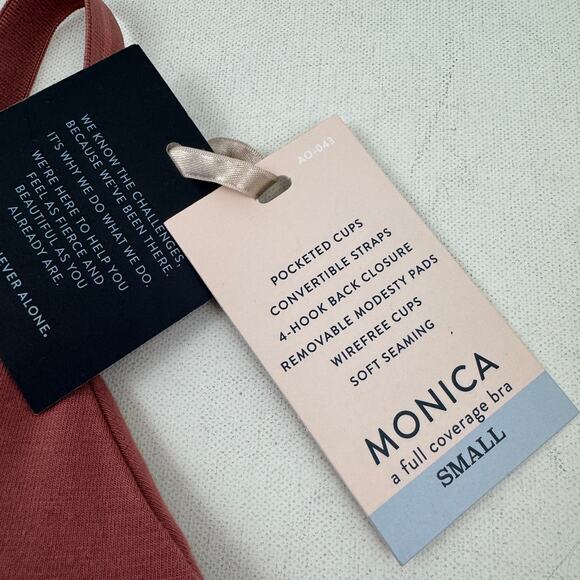 WE KNOW THE CHALLENGES,
BECAUSE WE'VE BEEN THERE.
IT'S WHY WE DO WHAT WE DO.
WE'RE HERE TO HELP YOU
FEEL AS FIERCE AND
BEAUTIFUL AS YOU
ALREADY ARE.
EVER ALONE.
AO-043
POCKETED CUPS
CONVERTIBLE STRAPS
4-HOOK BACK CLOSURE
REMOVABLE MODESTY PADS
WIREFREE CUPS
SOFT SEAMING
MONICA
a full coverage bra
SMALL